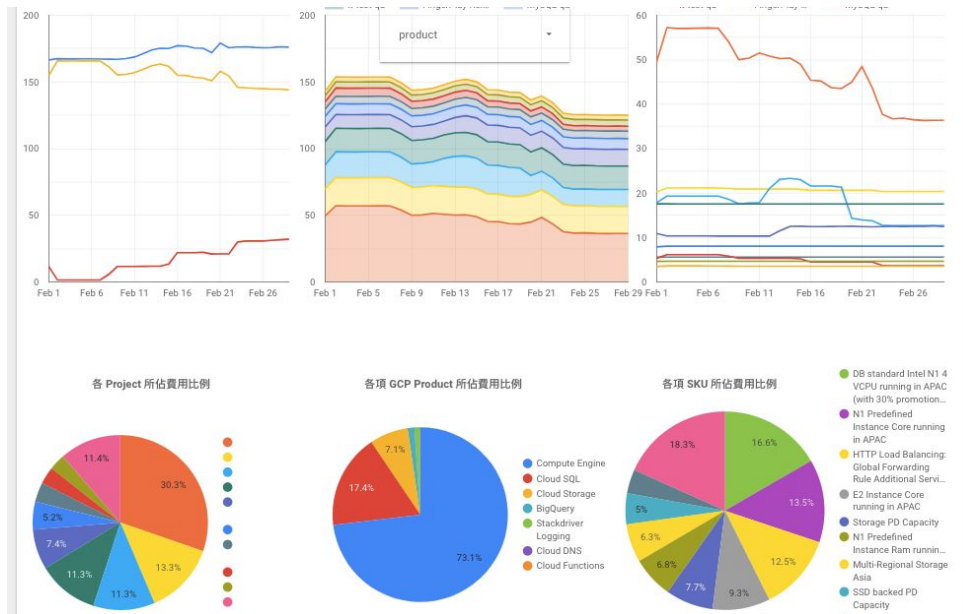 200
150
100
50
0
Feb 1
Feb 6
Feb 11
Feb 16
Feb 21
Feb 26
product
200
150
100
50
0
Feb 1
Feb 5
Feb 9
Feb 13
Feb 17
Feb 21
Feb 25
Feb 29
60
50
40
30
20
10
0
Feb 1
Feb 6
Feb 11
Feb 16
Feb 21
Feb 26
各 Project 所佔費用比例
11.4%
30.3%
5.2%
7.4%
13.3%
11.3%
11.3%
各項 GCP Product 所佔費用比例
7.1%
17.4%
73.1%
Compute Engine
Cloud SQL
Cloud Storage
BigQuery
Stackdriver
Logging
Cloud DNS
Cloud Functions
各項 SKU 所佔費用比例
18.3%
16.6%
13.5%
5%
6.3%
12.5%
6.8%
7.7%
9.3%
DB standard Intel N1 4
VCPU running in APAC
(with 30% promotion...
N1 Predefined
Instance Core running
in APAC
HTTP Load Balancing:
Global Forwarding
Rule Additional Servi...
E2 Instance Core
running in APAC
Storage PD Capacity
N1 Predefined
Instance Ram runnin...
Multi-Regional Storage
Asia
SSD backed PD
Capacity